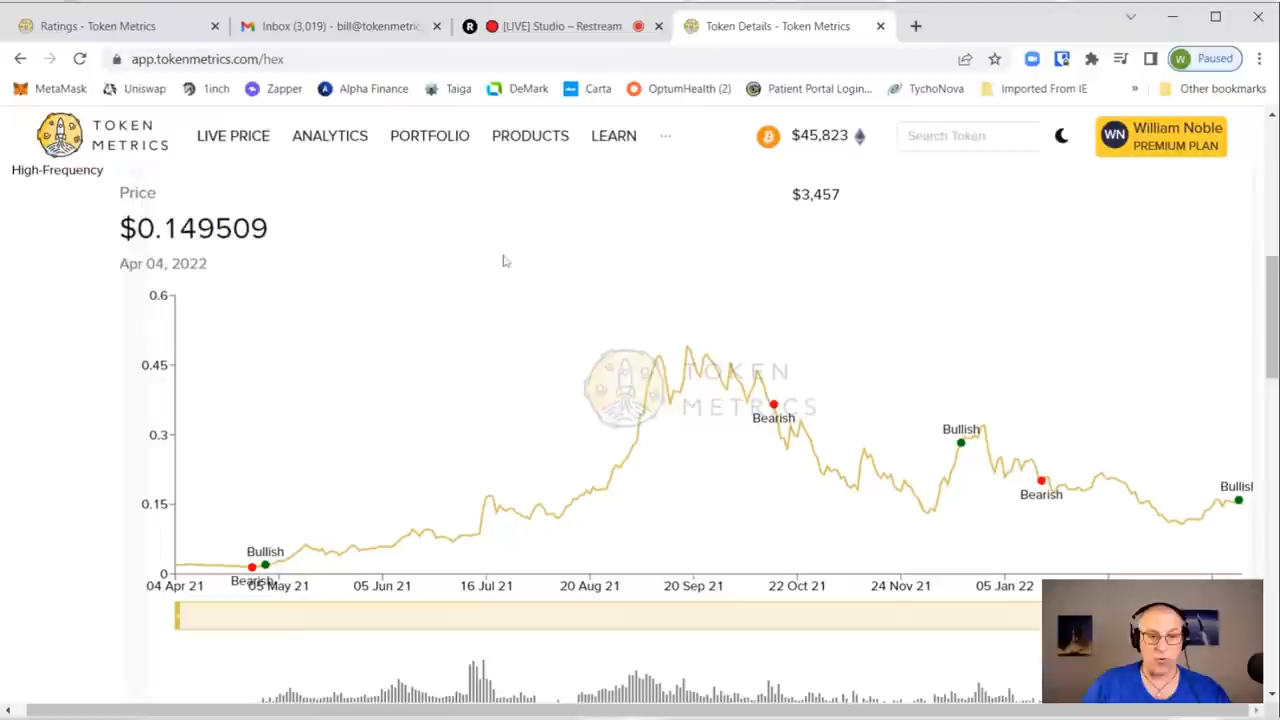 Ratings - Token Metrics
Inbox (3,019) - bill@tokenmetric
R [LIVE] Studio – Restream
Token Details - Token Metrics
app.tokenmetrics.com/hex
W Paused
MetaMask Uniswap 1inch Zapper Alpha Finance Taiga DeMark Carta OptumHealth (2) Patient Portal Login... TychoNova Imported From IE » Other bookmarks
TOKEN METRICS
LIVE PRICE ANALYTICS PORTFOLIO PRODUCTS LEARN ...
$45,823
Search Token
WN William Noble
PREMIUM PLAN
High-Frequency
Price
$3,457
$0.149509
Apr 04, 2022
0.6
0.45
TOKEN
METRICS
Bearish
0.3
Bullish
Bearish
Bullish
0.15
Bullish
0
Bearish
04 Apr 21 05 May 21 05 Jun 21 16 Jul 21 20 Aug 21 20 Sep 21 22 Oct 21 24 Nov 21 05 Jan 22